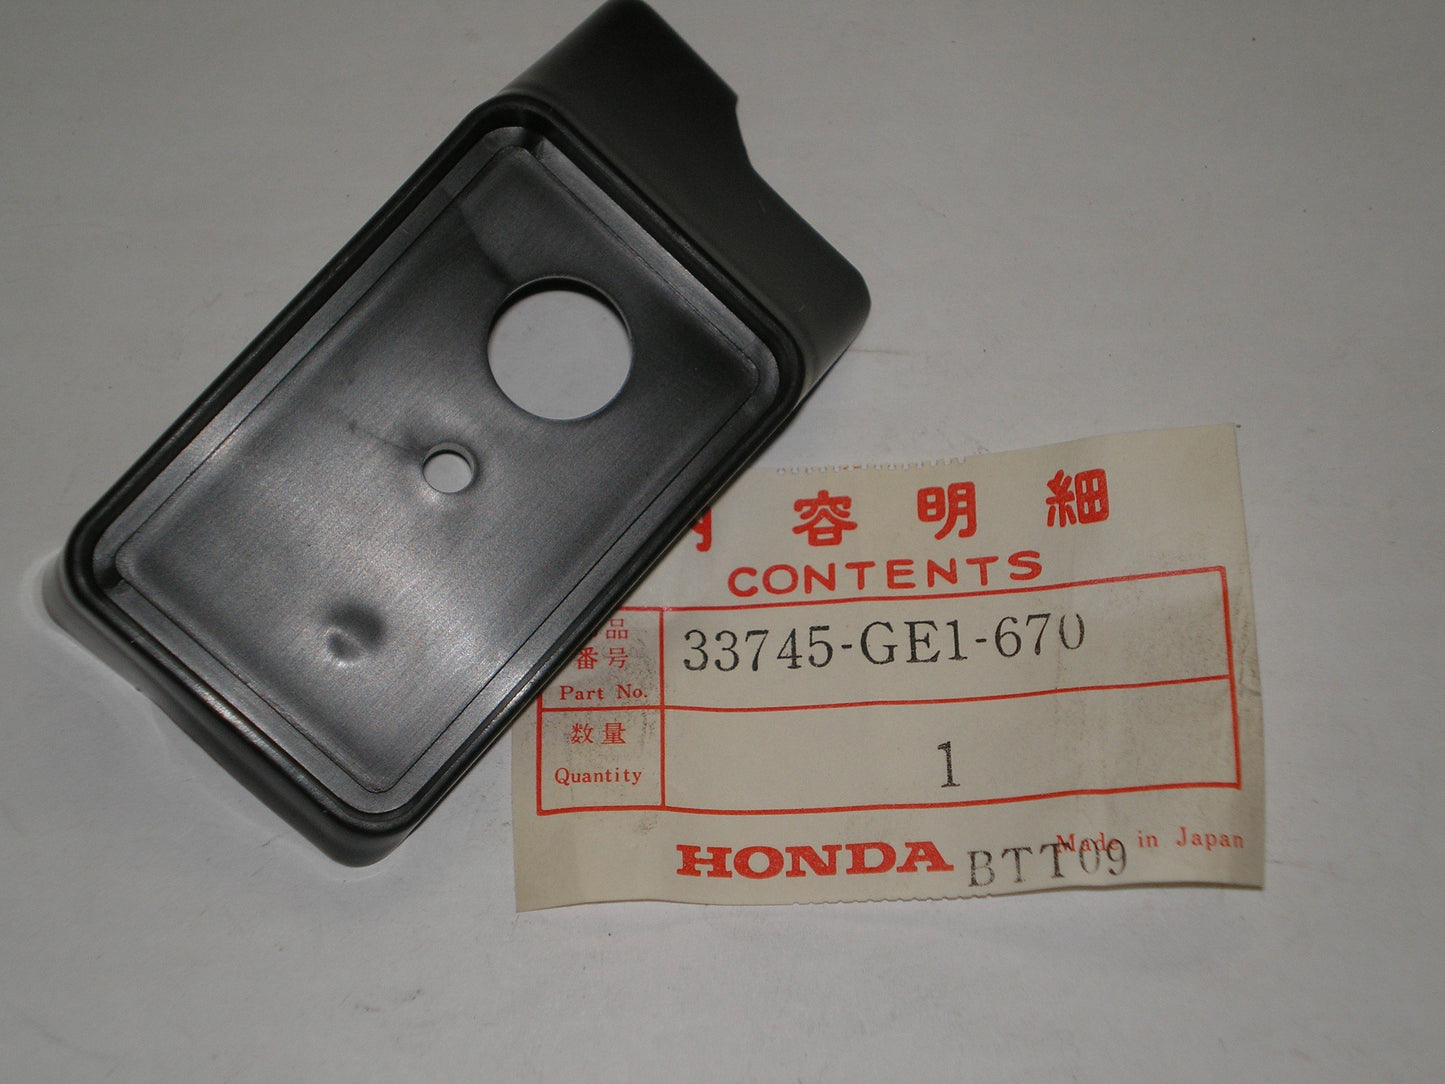 容明細
CONTENTS
品
番号
Part No.
33745-GE1-670
数量
Quantity
1
HONDA
Made in Japan
BTT09